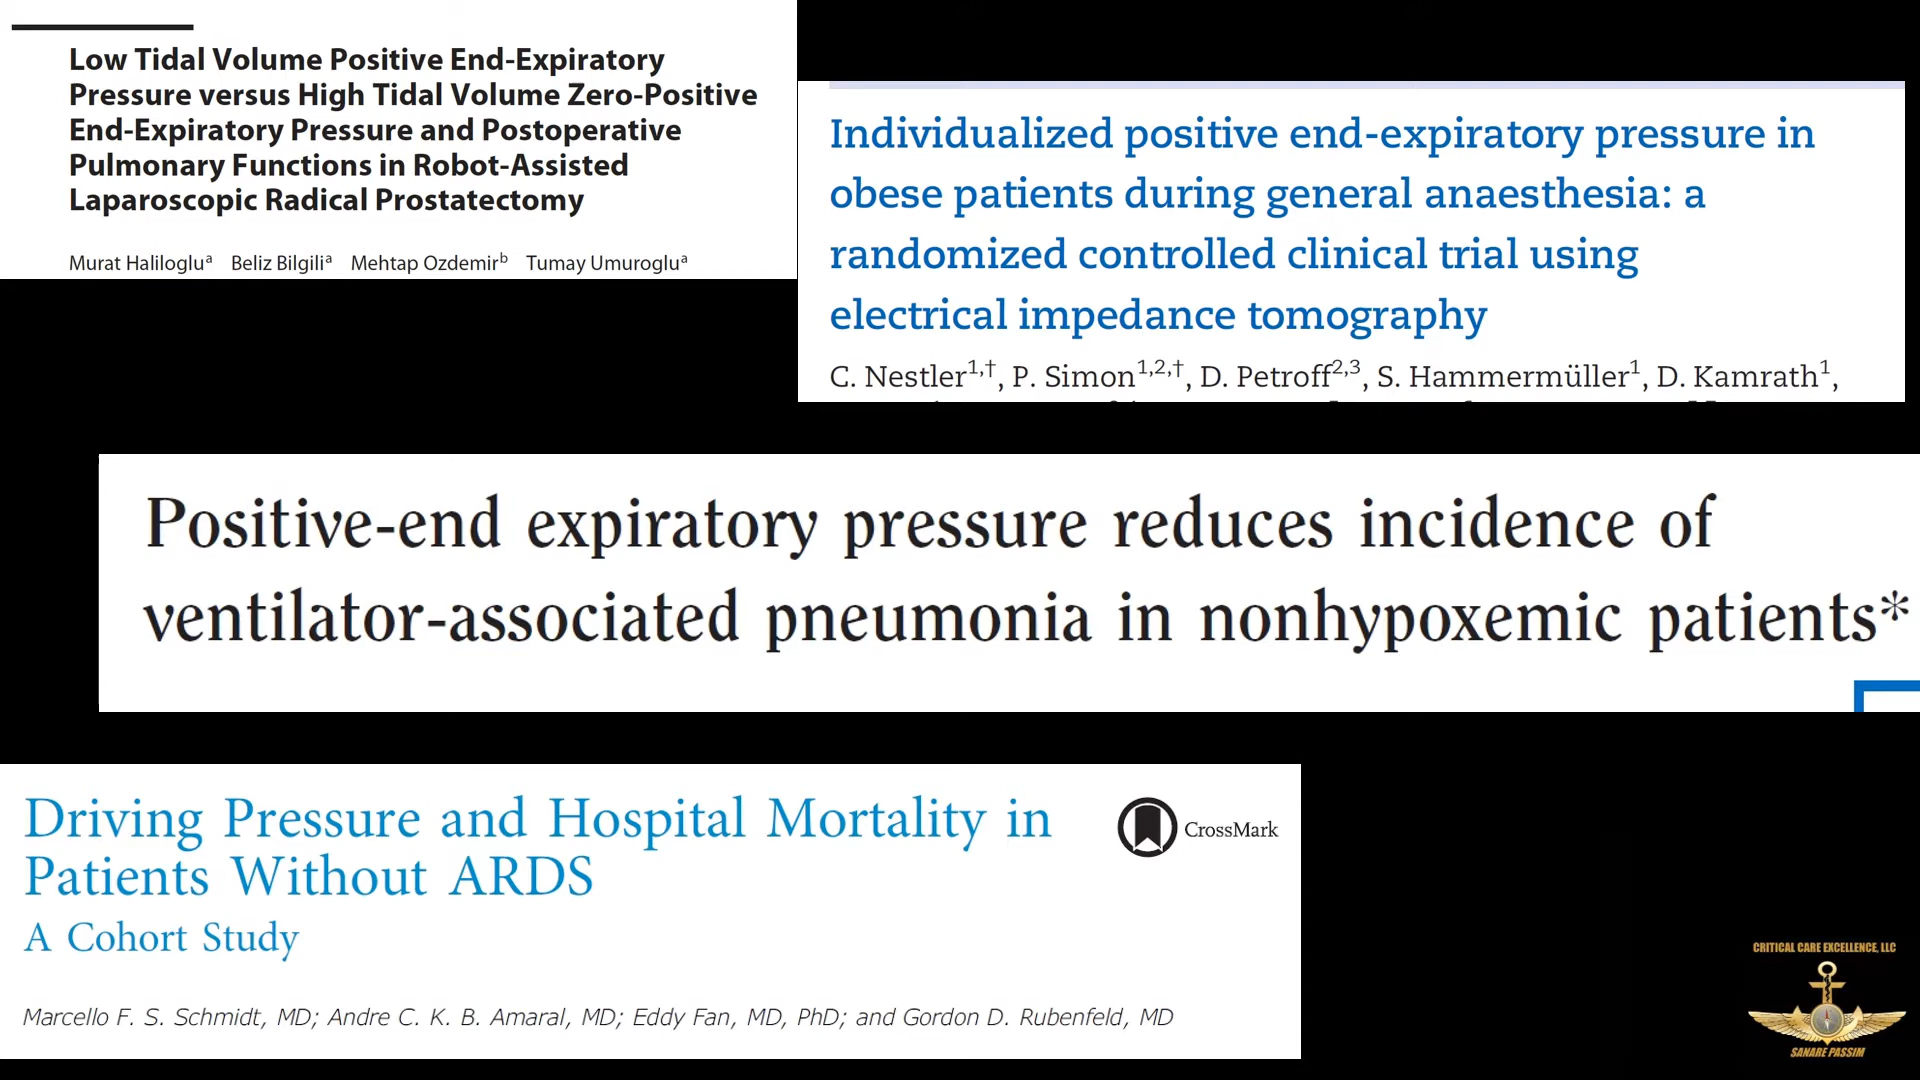 Low Tidal Volume Positive End-Expiratory
Pressure versus High Tidal Volume Zero-Positive
End-Expiratory Pressure and Postoperative
Pulmonary Functions in Robot-Assisted
Laparoscopic Radical Prostatectomy
Murat Halilogluᵃ Beliz Bilgiliᵃ Mehtap Ozdemirᵇ Tumay Umurogluᵃ
Individualized positive end-expiratory pressure in
obese patients during general anaesthesia: a
randomized controlled clinical trial using
electrical impedance tomography
C. Nestler¹,†, P. Simon¹,²,†, D. Petroff²,³, S. Hammermüller¹, D. Kamrath¹,
Positive-end expiratory pressure reduces incidence of
ventilator-associated pneumonia in nonhypoxemic patients*
Driving Pressure and Hospital Mortality in
Patients Without ARDS
A Cohort Study
CrossMark
Marcello F. S. Schmidt, MD; Andre C. K. B. Amaral, MD; Eddy Fan, MD, PhD; and Gordon D. Rubenfeld, MD
CRITICAL CARE EXCELLENCE, LLC
SANARE PASSIM